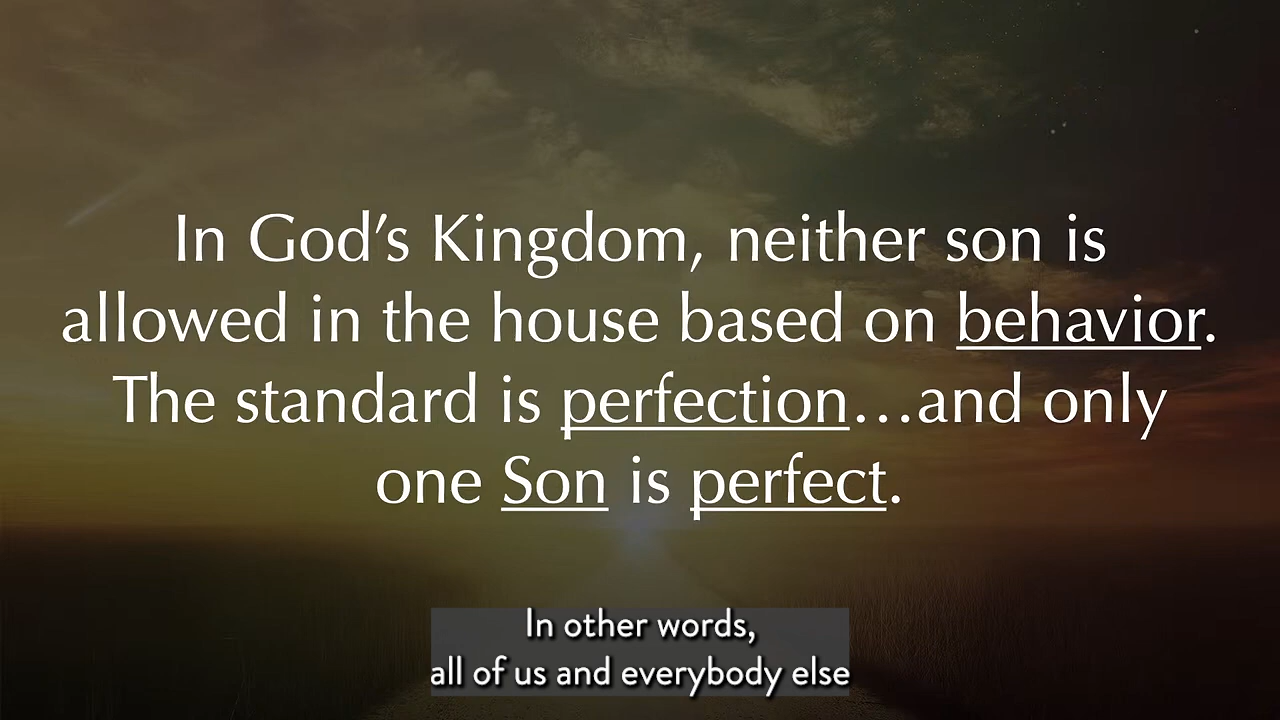 In God’s Kingdom, neither son is
allowed in the house based on behavior.
The standard is perfection...and only
one Son is perfect.
In other words,
all of us and everybody else